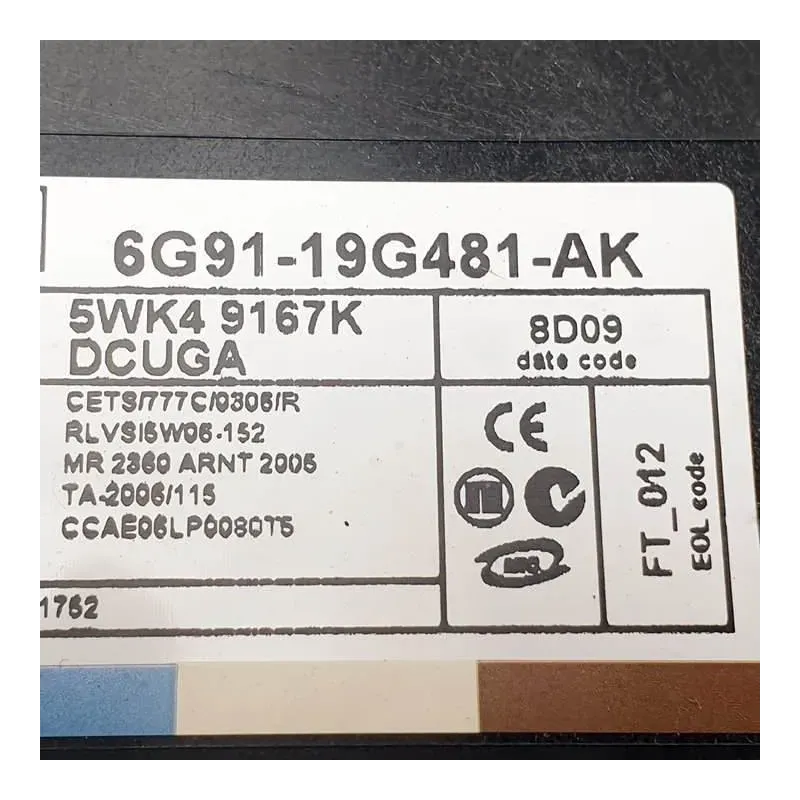 6G91-19G481-AK
5WK4 9167K
DCUGA
8D09
date code
CETS/777C/0306/R
RLVSI5W06-152
MR 2360 ARNT 2005
TA-2006/115
CCAE06LP0080T5
CE
FT_012
EOL code
1762